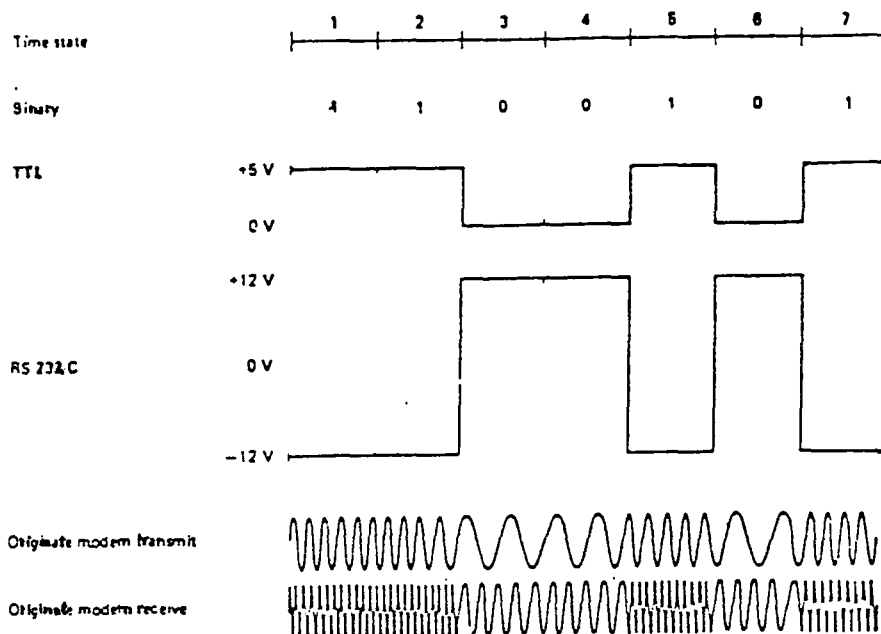 1 2 3 4 5 6 7
Time state
Binary 1 1 0 0 1 0 1
TTL +5 V
0 V
+12 V
RS 232,C 0 V
−12 V
Originate modem transmit
Originate modem receive